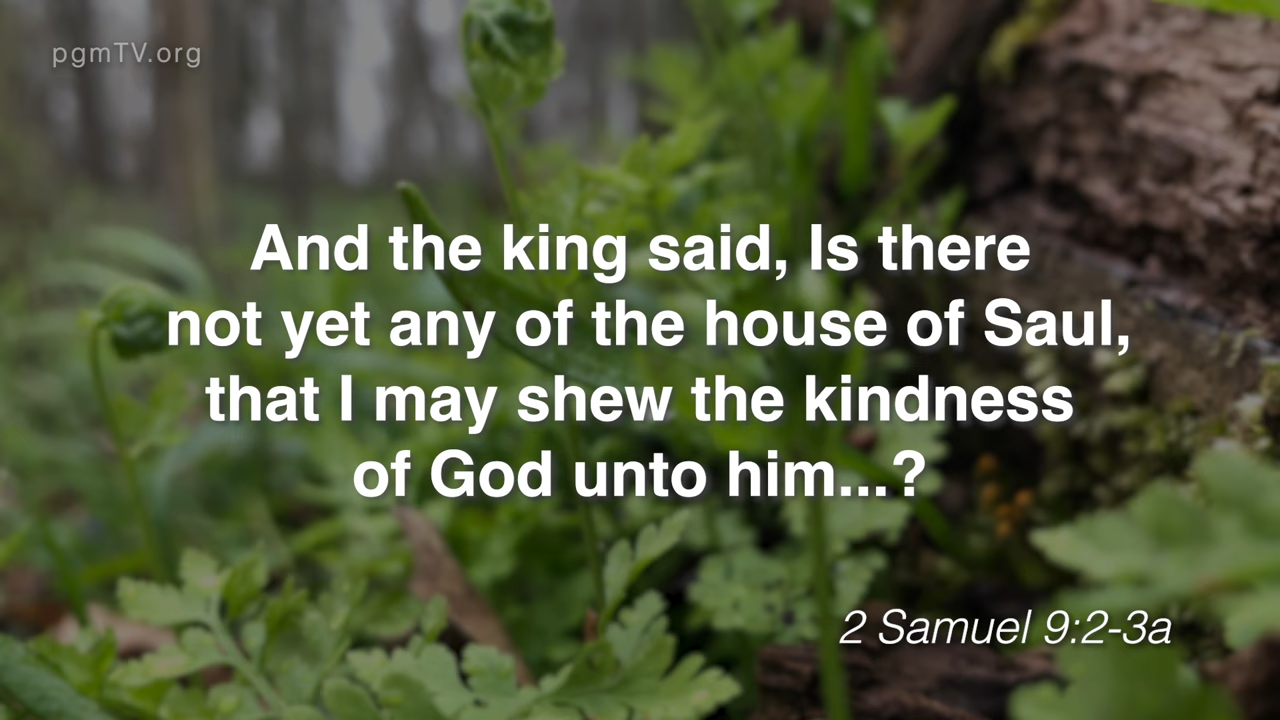 pgmTV.org
And the king said, Is there
not yet any of the house of Saul,
that I may shew the kindness
of God unto him...?
2 Samuel 9:2-3a